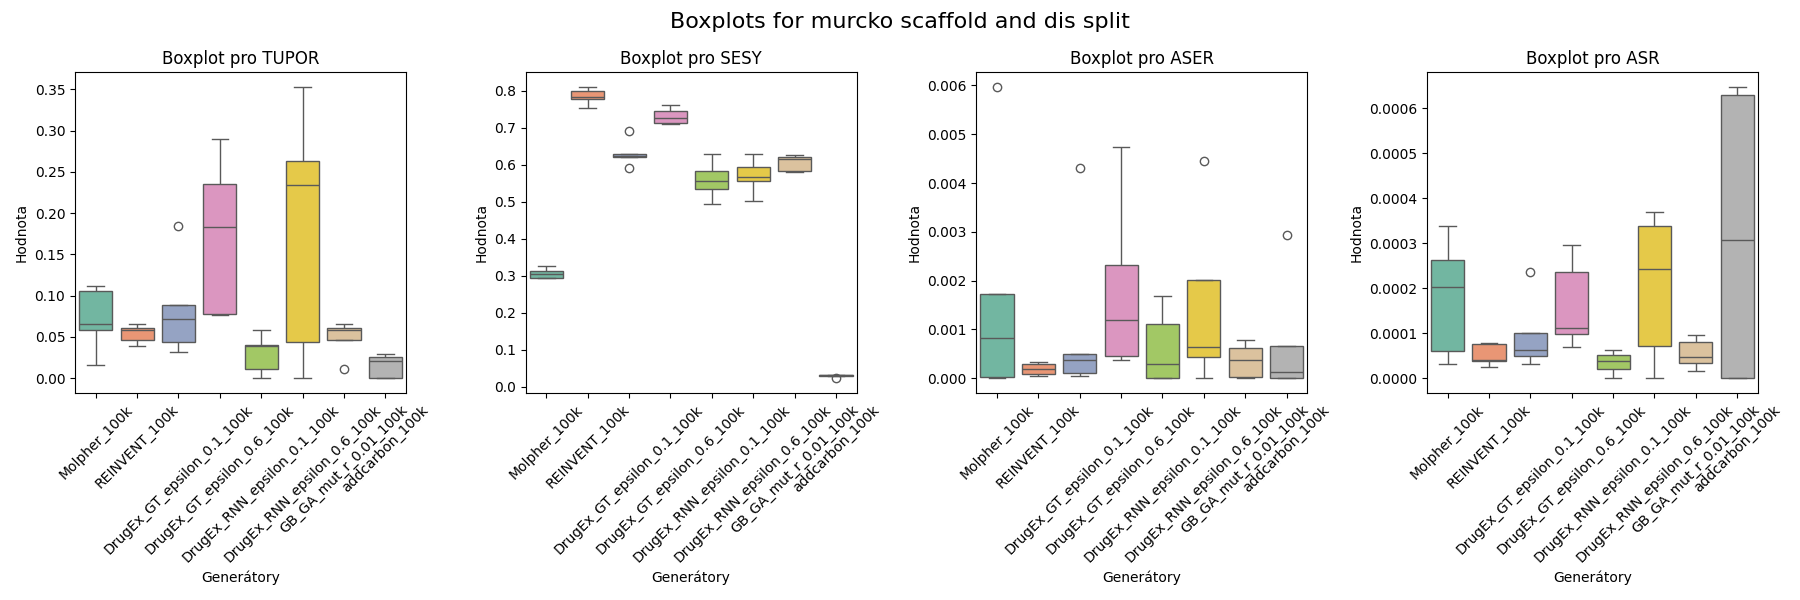 Boxplots for murcko scaffold and dis split
Boxplot pro TUPOR
Hodnota
0.35
0.30
0.25
0.20
0.15
0.10
0.05
0.00
Molpher_100k
REINVENT_100k
DrugEx_GT_epsilon_0.1_100k
DrugEx_GT_epsilon_0.6_100k
DrugEx_RNN_epsilon_0.1_100k
DrugEx_RNN_epsilon_0.6_100k
GB_GA_mut_r_0.01_100k
addcarbon_100k
Generátory
Boxplot pro SESY
Hodnota
0.8
0.7
0.6
0.5
0.4
0.3
0.2
0.1
0.0
Molpher_100k
REINVENT_100k
DrugEx_GT_epsilon_0.1_100k
DrugEx_GT_epsilon_0.6_100k
DrugEx_RNN_epsilon_0.1_100k
DrugEx_RNN_epsilon_0.6_100k
GB_GA_mut_r_0.01_100k
addcarbon_100k
Generátory
Boxplot pro ASER
Hodnota
0.006
0.005
0.004
0.003
0.002
0.001
0.000
Molpher_100k
REINVENT_100k
DrugEx_GT_epsilon_0.1_100k
DrugEx_GT_epsilon_0.6_100k
DrugEx_RNN_epsilon_0.1_100k
DrugEx_RNN_epsilon_0.6_100k
GB_GA_mut_r_0.01_100k
addcarbon_100k
Generátory
Boxplot pro ASR
Hodnota
0.0006
0.0005
0.0004
0.0003
0.0002
0.0001
0.0000
Molpher_100k
REINVENT_100k
DrugEx_GT_epsilon_0.1_100k
DrugEx_GT_epsilon_0.6_100k
DrugEx_RNN_epsilon_0.1_100k
DrugEx_RNN_epsilon_0.6_100k
GB_GA_mut_r_0.01_100k
addcarbon_100k
Generátory